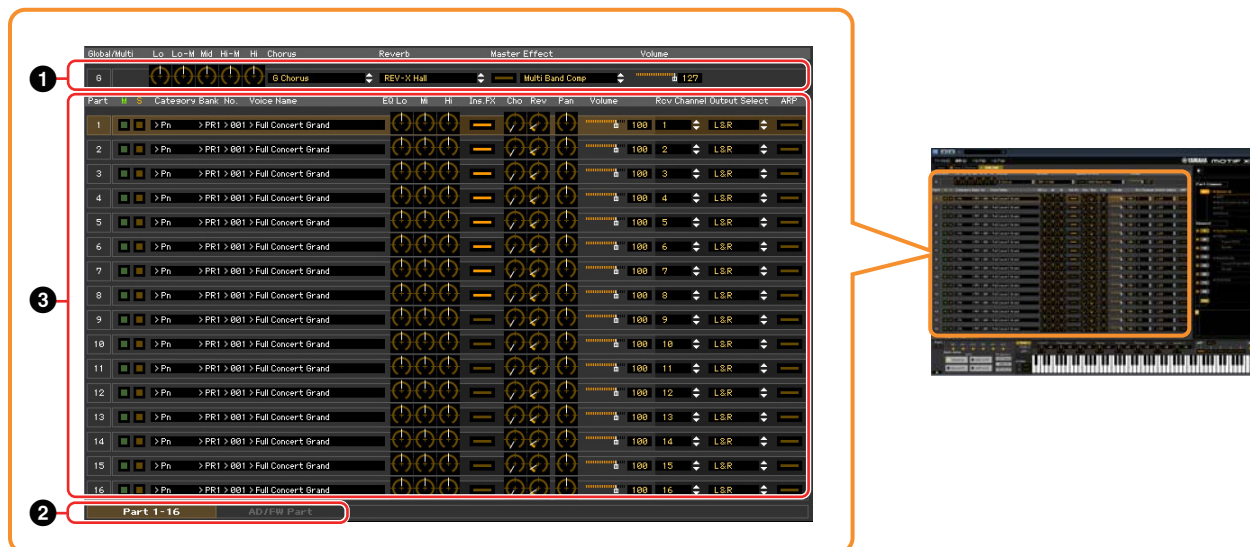 Global/Multi Lo Lo-M Mid Hi-M Hi Chorus Reverb Master Effect Volume
1
G G Chorus REV-X Hall Multi Band Comp 127
Part M S Category Bank No. Voice Name EQ Lo Mi Hi Ins.FX Cho Rev Pan Volume Rcv Channel Output Select ARP
1 >Pn >PR1 >001 >Full Concert Grand 100 1 L&R
2 >Pn >PR1 >001 >Full Concert Grand 100 2 L&R
3 >Pn >PR1 >001 >Full Concert Grand 100 3 L&R
4 >Pn >PR1 >001 >Full Concert Grand 100 4 L&R
5 >Pn >PR1 >001 >Full Concert Grand 100 5 L&R
6 >Pn >PR1 >001 >Full Concert Grand 100 6 L&R
7 >Pn >PR1 >001 >Full Concert Grand 100 7 L&R
3
8 >Pn >PR1 >001 >Full Concert Grand 100 8 L&R
9 >Pn >PR1 >001 >Full Concert Grand 100 9 L&R
10 >Pn >PR1 >001 >Full Concert Grand 100 10 L&R
11 >Pn >PR1 >001 >Full Concert Grand 100 11 L&R
12 >Pn >PR1 >001 >Full Concert Grand 100 12 L&R
13 >Pn >PR1 >001 >Full Concert Grand 100 13 L&R
14 >Pn >PR1 >001 >Full Concert Grand 100 14 L&R
15 >Pn >PR1 >001 >Full Concert Grand 100 15 L&R
16 >Pn >PR1 >001 >Full Concert Grand 100 16 L&R
2
Part 1-16 AD/FW Part
YAMAHA MOTIF